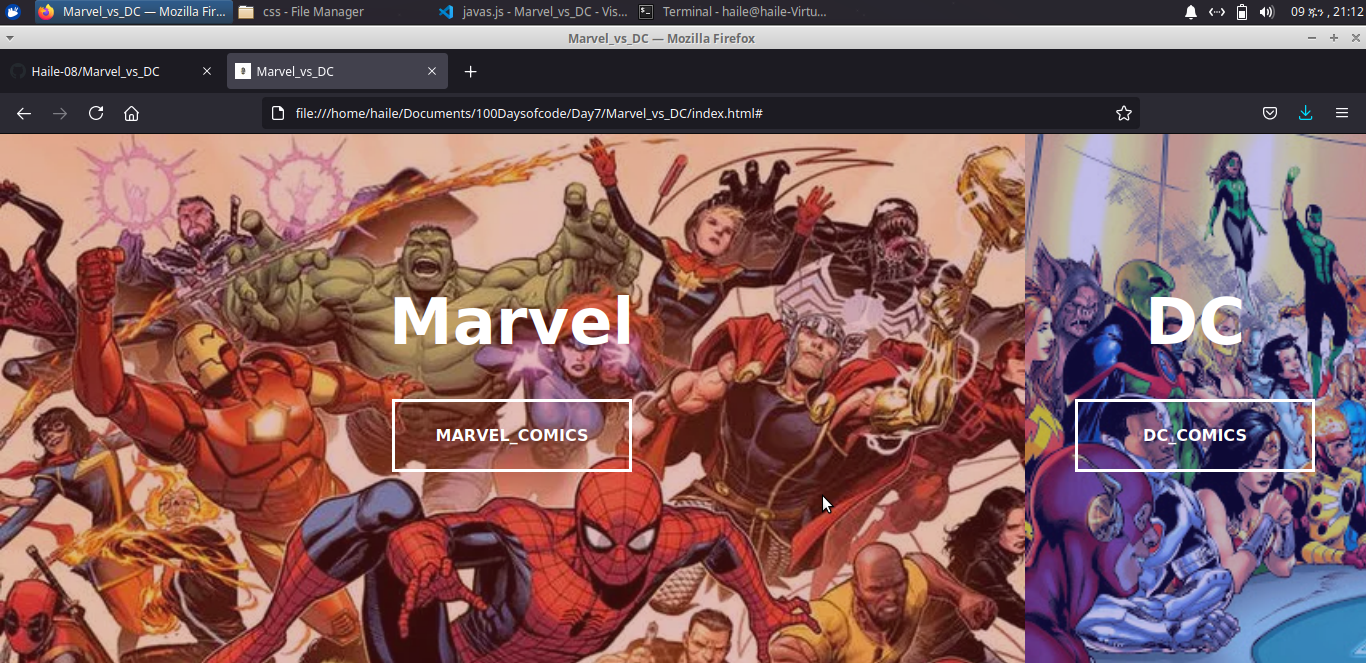 Marvel_vs_DC — Mozilla Fir...
css - File Manager
javas.js - Marvel_vs_DC - Vis...
Terminal - haile@haile-Virtu...
09 ጁን , 21:12
Marvel_vs_DC — Mozilla Firefox
Haile-08/Marvel_vs_DC
Marvel_vs_DC
file:///home/haile/Documents/100Daysofcode/Day7/Marvel_vs_DC/index.html#
Marvel
DC
MARVEL_COMICS
DC_COMICS